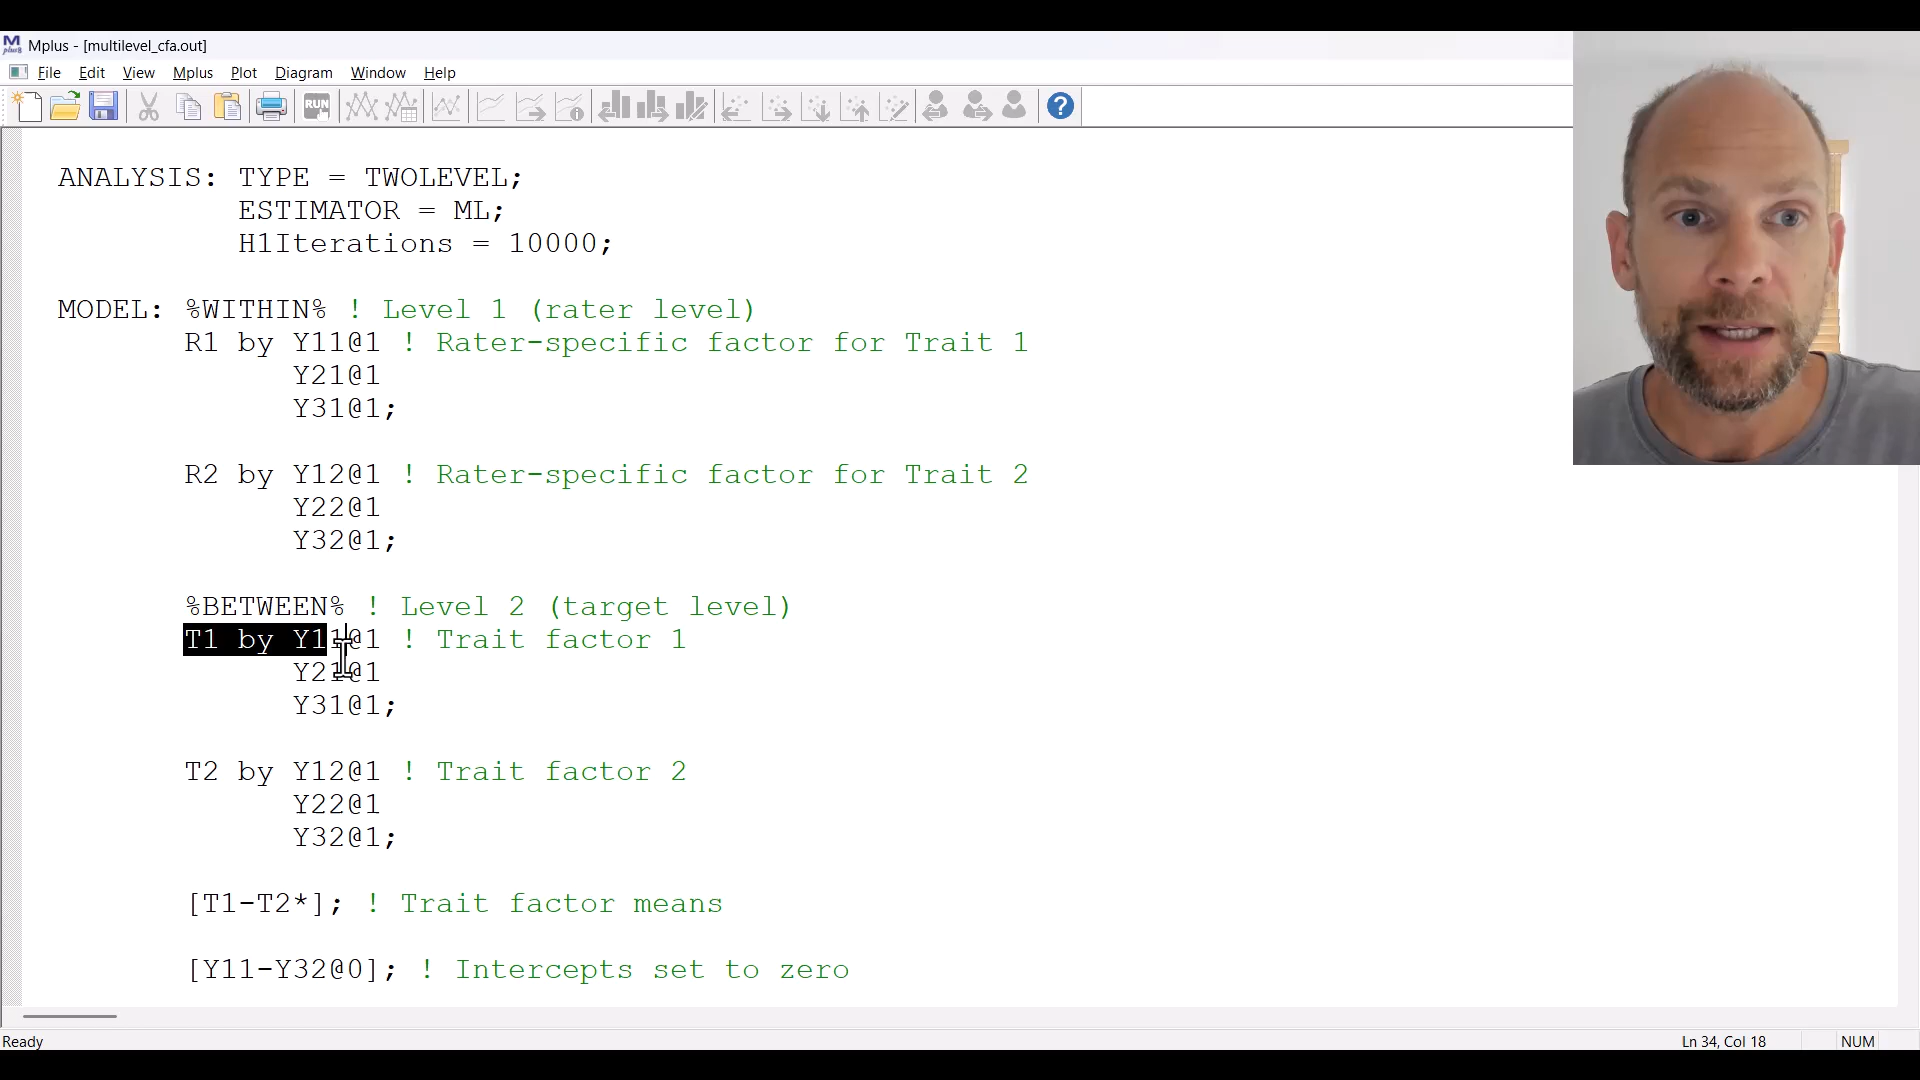 Mplus - [multilevel_cfa.out]
File Edit View Mplus Plot Diagram Window Help
RUN
ANALYSIS: TYPE = TWOLEVEL;
ESTIMATOR = ML;
H1Iterations = 10000;
MODEL: %WITHIN% ! Level 1 (rater level)
R1 by Y11@1 ! Rater-specific factor for Trait 1
Y21@1
Y31@1;
R2 by Y12@1 ! Rater-specific factor for Trait 2
Y22@1
Y32@1;
%BETWEEN% ! Level 2 (target level)
T1 by Y11@1 ! Trait factor 1
Y21@1
Y31@1;
T2 by Y12@1 ! Trait factor 2
Y22@1
Y32@1;
[T1-T2*]; ! Trait factor means
[Y11-Y32@0]; ! Intercepts set to zero
Ready
Ln 34, Col 18
NUM